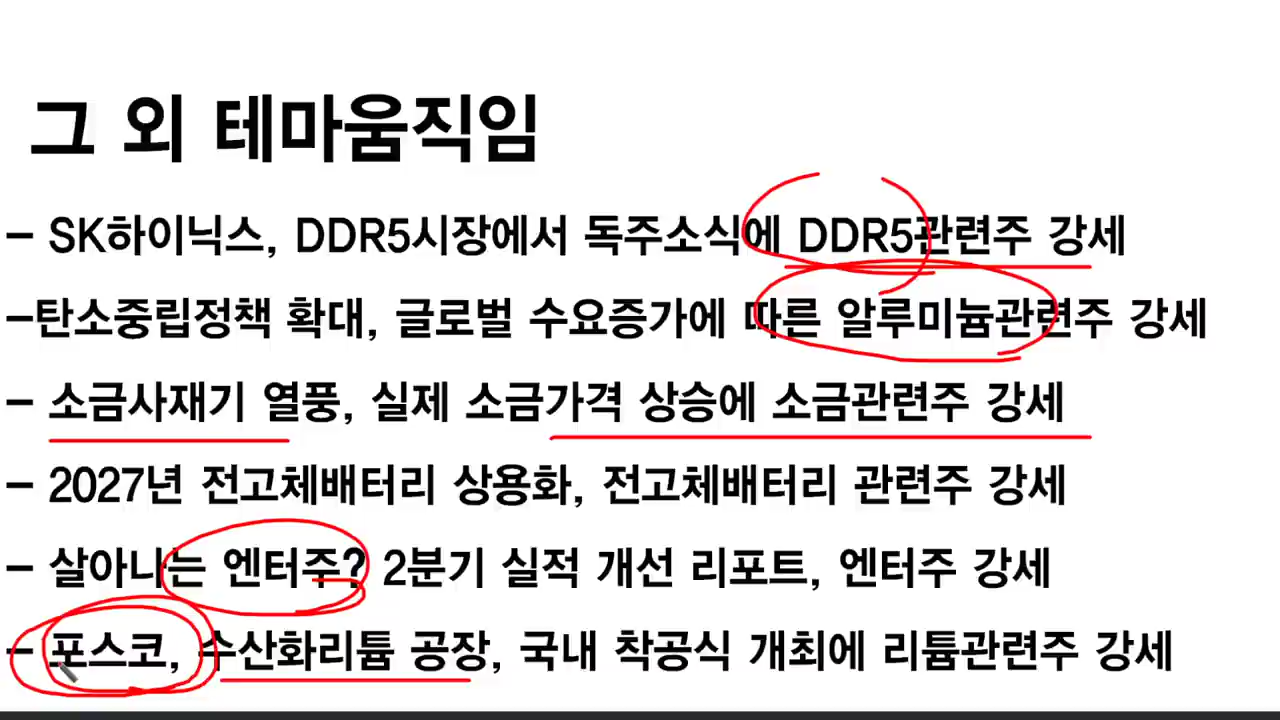 그 외 테마움직임
- SK하이닉스, DDR5시장에서 독주소식에 DDR5관련주 강세
-탄소중립정책 확대, 글로벌 수요증가에 따른 알루미늄관련주 강세
- 소금사재기 열풍, 실제 소금가격 상승에 소금관련주 강세
- 2027년 전고체배터리 상용화, 전고체배터리 관련주 강세
- 살아나는 엔터주? 2분기 실적 개선 리포트, 엔터주 강세
- 포스코, 수산화리튬 공장, 국내 착공식 개최에 리튬관련주 강세